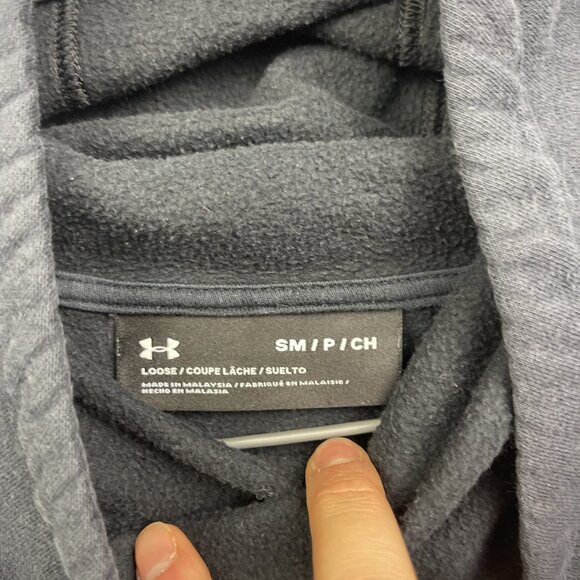 SM / P / CH
LOOSE / COUPE LÂCHE / SUELTO
MADE IN MALAYSIA / FABRIQUÉ EN MALAISIE /
HECHO EN MALASIA